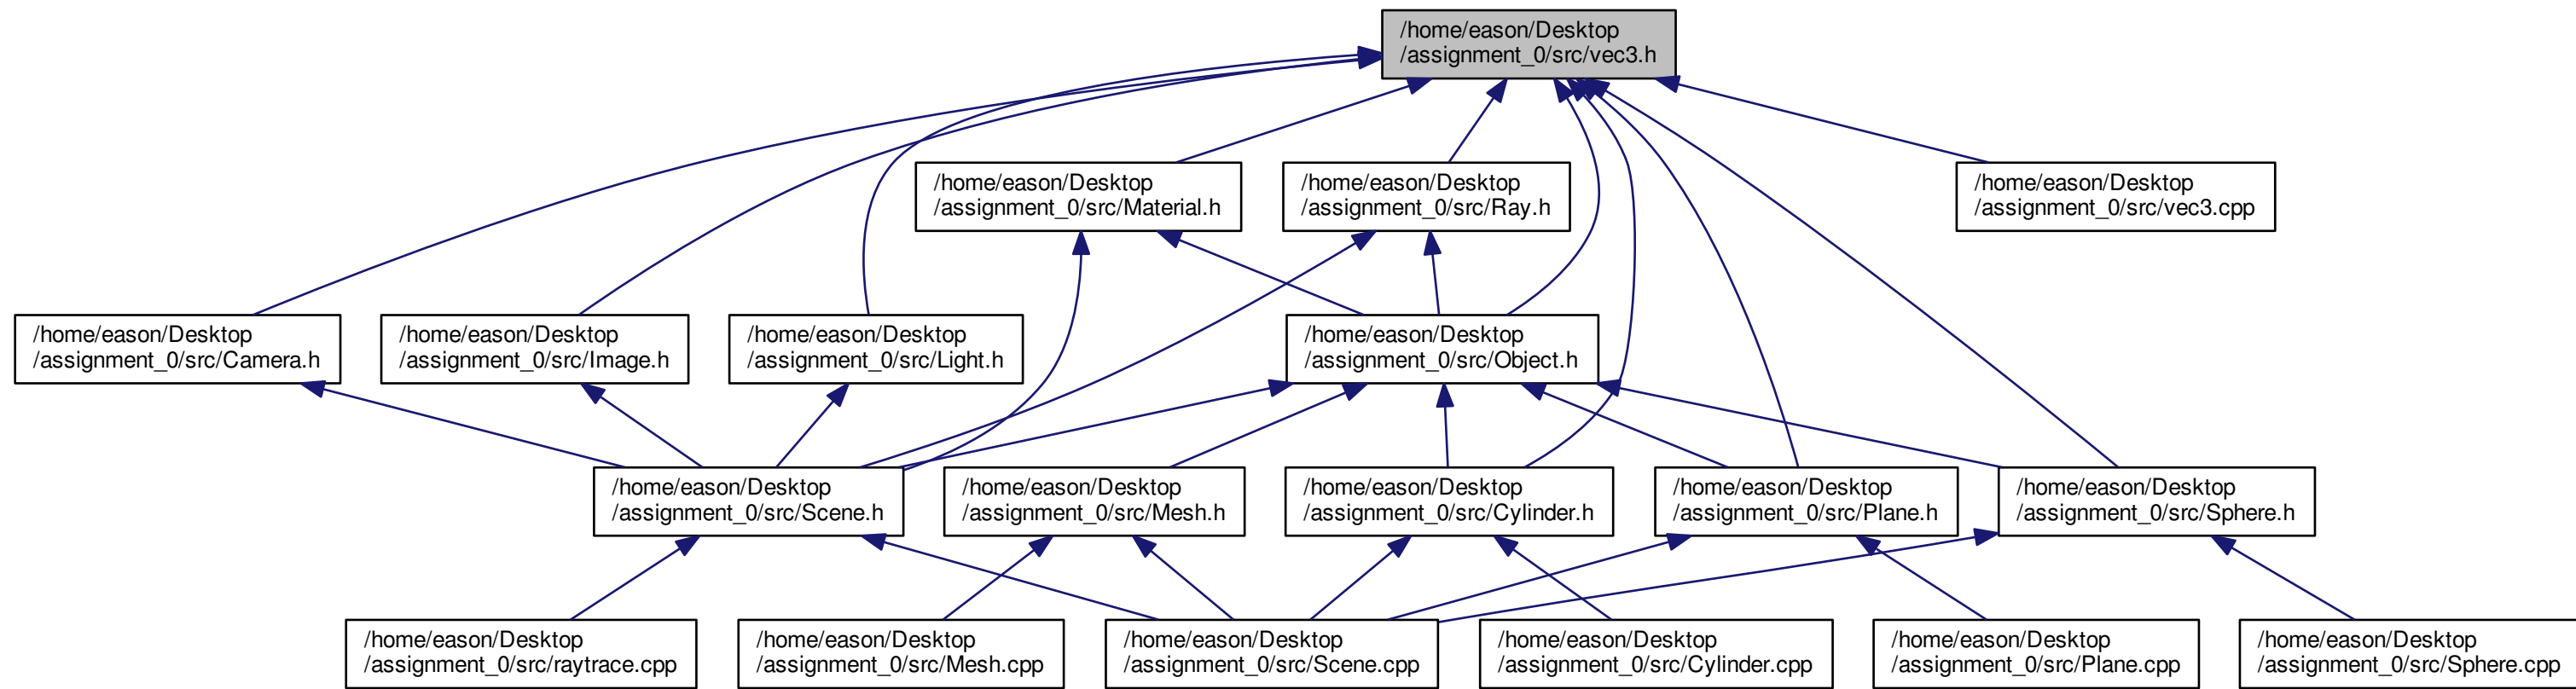 /home/eason/Desktop
/assignment_0/src/vec3.h
/home/eason/Desktop
/assignment_0/src/Material.h
/home/eason/Desktop
/assignment_0/src/Ray.h
/home/eason/Desktop
/assignment_0/src/vec3.cpp
/home/eason/Desktop
/assignment_0/src/Camera.h
/home/eason/Desktop
/assignment_0/src/Image.h
/home/eason/Desktop
/assignment_0/src/Light.h
/home/eason/Desktop
/assignment_0/src/Object.h
/home/eason/Desktop
/assignment_0/src/Scene.h
/home/eason/Desktop
/assignment_0/src/Mesh.h
/home/eason/Desktop
/assignment_0/src/Cylinder.h
/home/eason/Desktop
/assignment_0/src/Plane.h
/home/eason/Desktop
/assignment_0/src/Sphere.h
/home/eason/Desktop
/assignment_0/src/raytrace.cpp
/home/eason/Desktop
/assignment_0/src/Mesh.cpp
/home/eason/Desktop
/assignment_0/src/Scene.cpp
/home/eason/Desktop
/assignment_0/src/Cylinder.cpp
/home/eason/Desktop
/assignment_0/src/Plane.cpp
/home/eason/Desktop
/assignment_0/src/Sphere.cpp